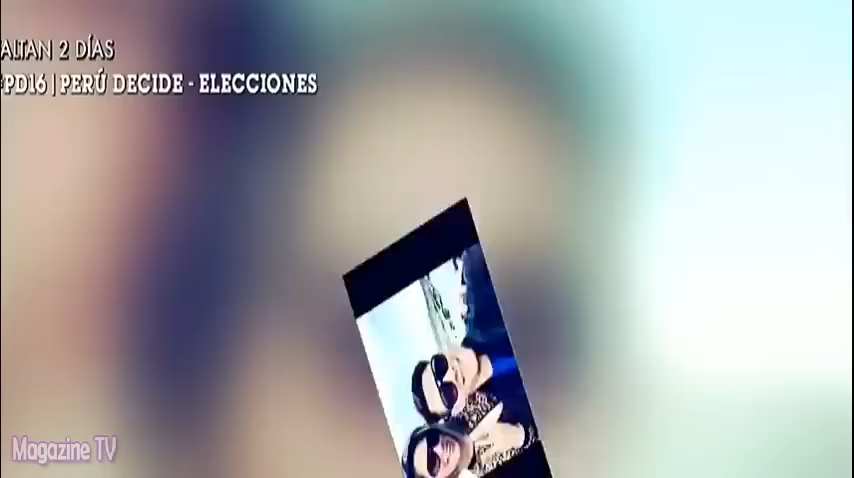 ALTAN 2 DÍAS
#PD16 | PERÚ DECIDE - ELECCIONES
Magazine TV